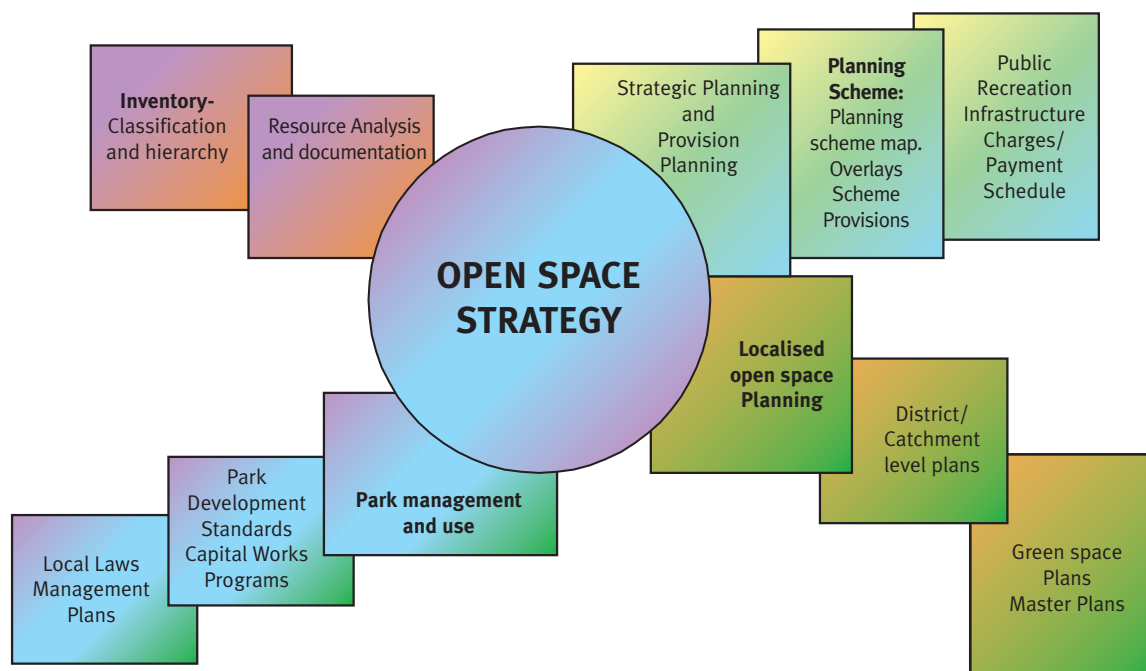 Inventory-
Classification
and hierarchy
Resource Analysis
and documentation
Strategic Planning
and
Provision
Planning
Planning
Scheme:
Planning
scheme map.
Overlays
Scheme
Provisions
Public
Recreation
Infrastructure
Charges/
Payment
Schedule
OPEN SPACE
STRATEGY
Localised
open space
Planning
District/
Catchment
level plans
Green space
Plans
Master Plans
Park management
and use
Park
Development
Standards
Capital Works
Programs
Local Laws
Management
Plans